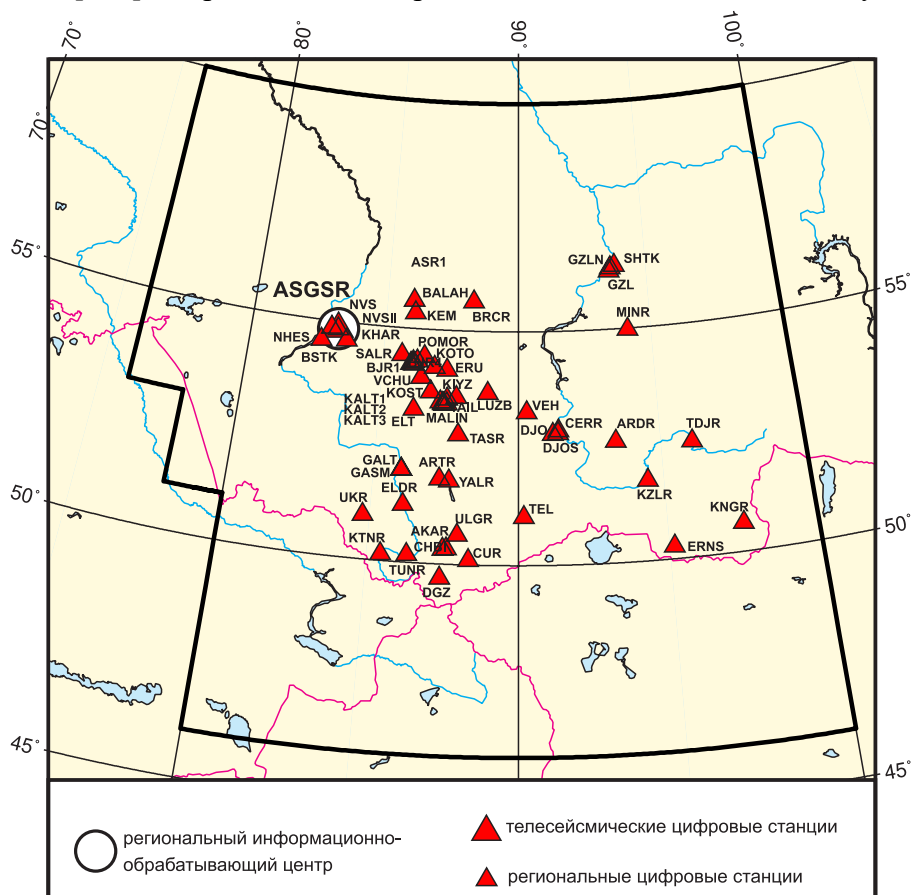 70°
80°
90°
100°
70°
55°
55°
50°
50°
45°
45°
ASGSR
ASR1
GZLN
SHTK
GZL
BALAH
KEM
BRCR
MINR
NVS
NVSII
NHES
KHAR
BSTK
SALR
POMOR
KOTO
BJR1
ERU
VCHU
KOST
KIYZ
KALT1
KALT2
KALT3
ELT
MALIN
LUZB
VEH
TASR
CERR
DJO
DJOS
ARDR
TDJR
GALT
GASM
ARTR
YALR
ELDR
KZLR
UKR
TEL
KNGR
ULGR
AKAR
KTNR
CUR
ERNS
TUNR
DGZ
региональный информационно-
обрабатывающий центр
телесейсмические цифровые станции
региональные цифровые станции